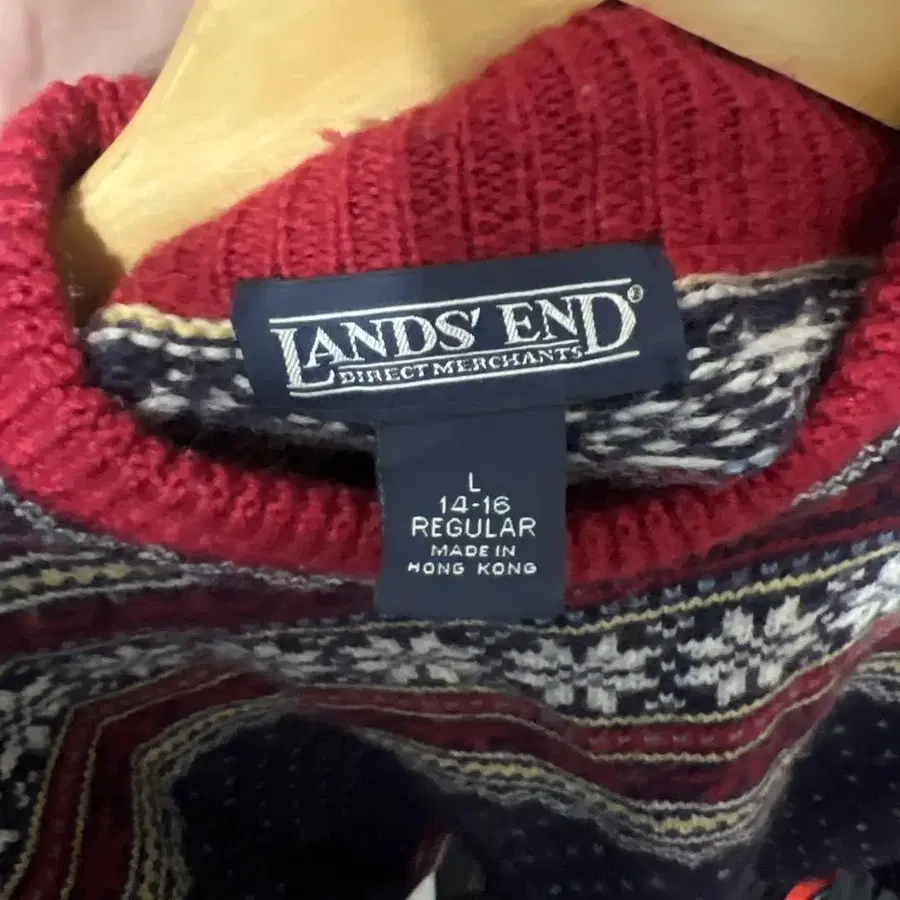 LANDS' END®
DIRECT MERCHANTS
L
14-16
REGULAR
MADE IN
HONG KONG